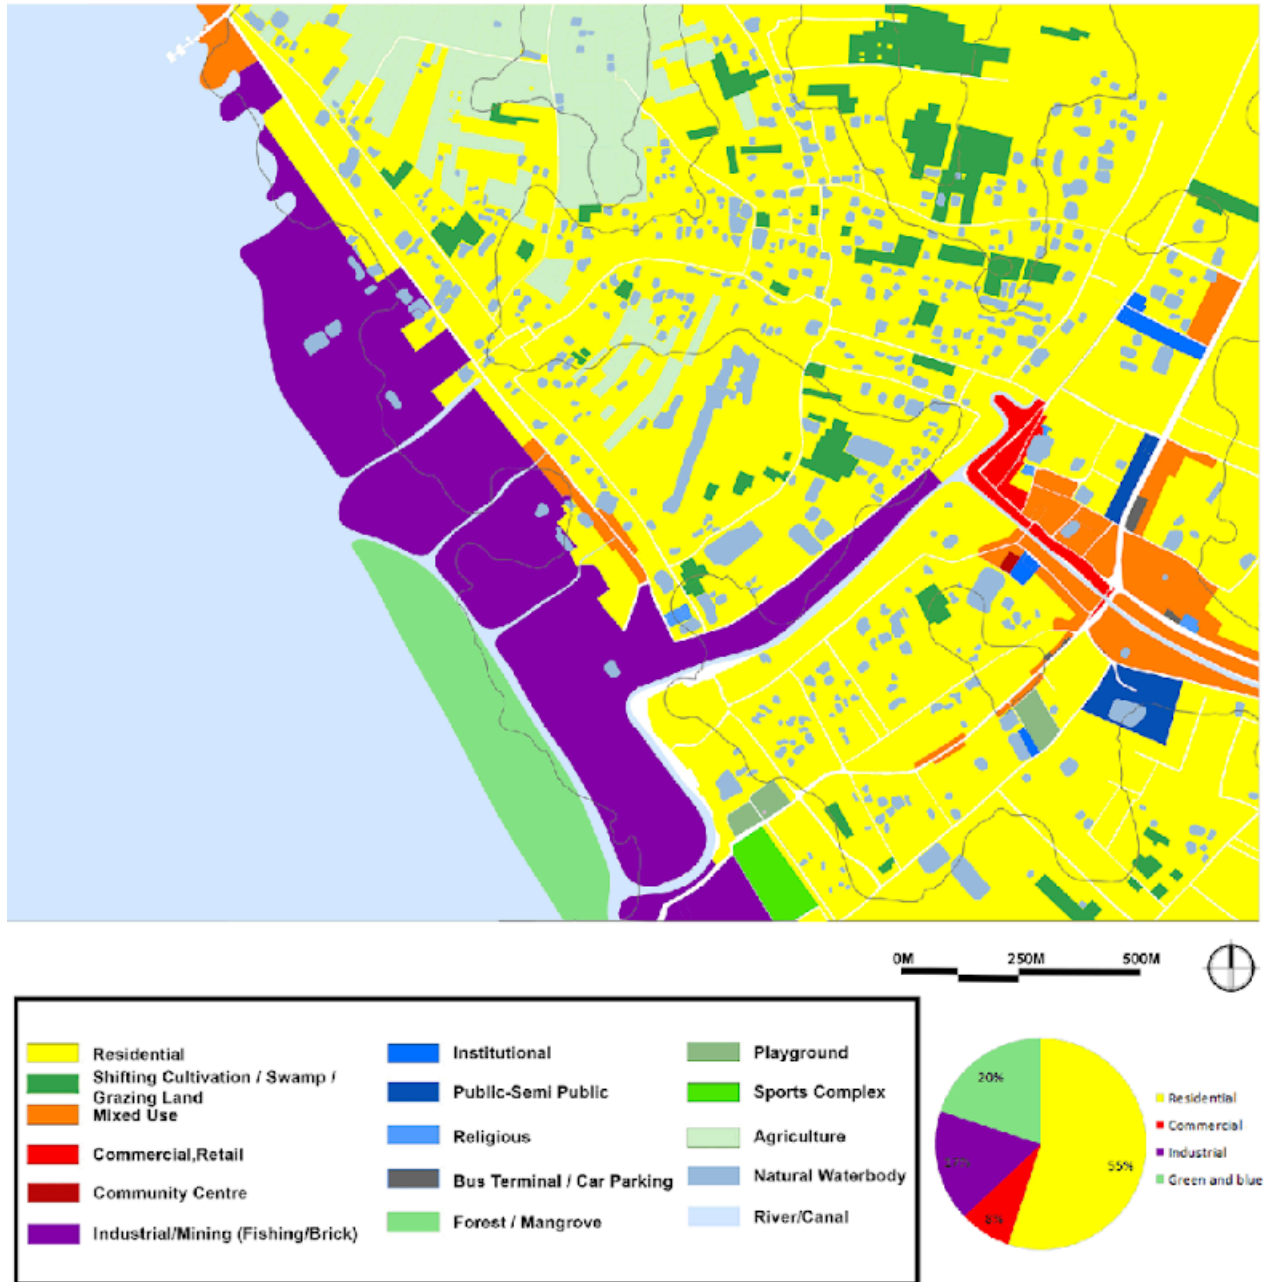 0M 250M 500M
Residential
Shifting Cultivation / Swamp /
Grazing Land
Mixed Use
Commercial,Retail
Community Centre
Industrial/Mining (Fishing/Brick)
Institutional
Public-Semi Public
Religious
Bus Terminal / Car Parking
Forest / Mangrove
Playground
Sports Complex
Agriculture
Natural Waterbody
River/Canal
20%
55%
8%
Residential
Commercial
Industrial
Green and blue